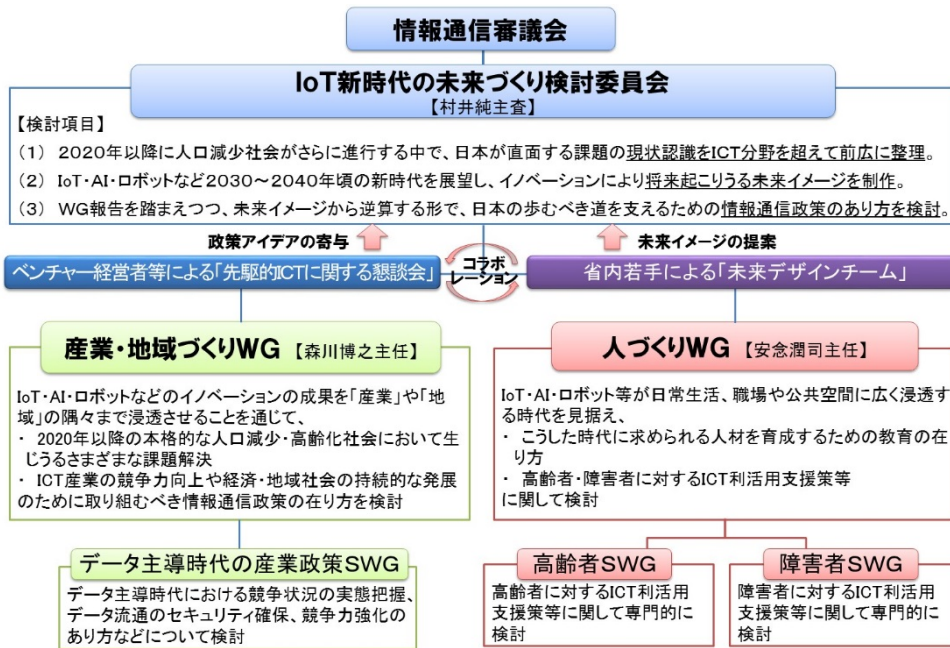 情報通信審議会
IoT新時代の未来づくり検討委員会
【村井純主査】
【検討項目】
(1) 2020年以降に人口減少社会がさらに進行する中で、日本が直面する課題の現状認識をICT分野を超えて前広に整理。
(2) IoT・AI・ロボットなど2030～2040年頃の新時代を展望し、イノベーションにより将来起こりうる未来イメージを制作。
(3) WG報告を踏まえつつ、未来イメージから逆算する形で、日本の歩むべき道を支えるための情報通信政策のあり方を検討。
政策アイデアの寄与
未来イメージの提案
ベンチャー経営者等による「先駆的ICTに関する懇談会」
コラボ
レーション
省内若手による「未来デザインチーム」
産業・地域づくりWG 【森川博之主任】
IoT・AI・ロボットなどのイノベーションの成果を「産業」や「地
域」の隅々まで浸透させることを通じて、
・ 2020年以降の本格的な人口減少・高齢化社会において生
じうるさまざまな課題解決
・ ICT産業の競争力向上や経済・地域社会の持続的な発展
のために取り組むべき情報通信政策の在り方を検討
人づくりWG 【安念潤司主任】
IoT・AI・ロボット等が日常生活、職場や公共空間に広く浸透す
る時代を見据え、
・ こうした時代に求められる人材を育成するための教育の在
り方
・ 高齢者・障害者に対するICT利活用支援策等
に関して検討
データ主導時代の産業政策SWG
データ主導時代における競争状況の実態把握、
データ流通のセキュリティ確保、競争力強化の
あり方などについて検討
高齢者SWG
高齢者に対するICT利活用
支援策等に関して専門的に
検討
障害者SWG
障害者に対するICT利活用
支援策等に関して専門的に
検討